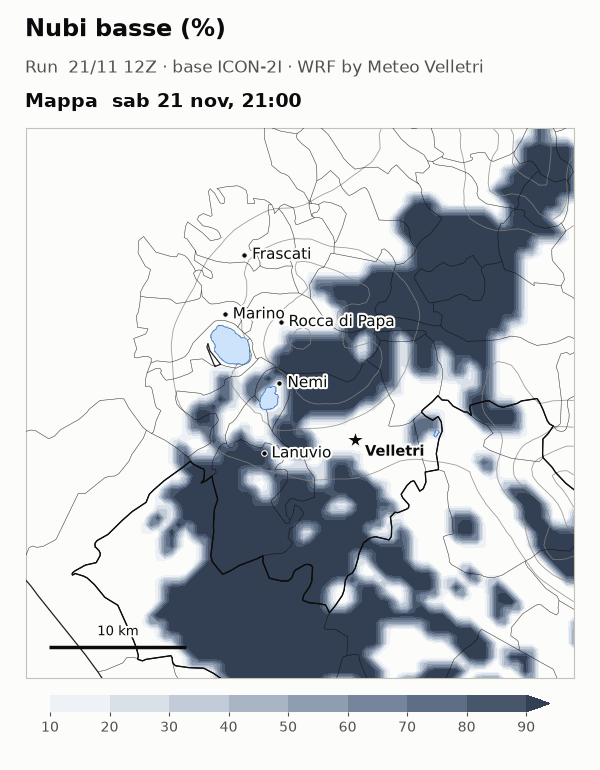 Nubi basse (%)
Run  21/11 12Z · base ICON-2I · WRF by Meteo Velletri
Mappa  sab 21 nov, 21:00
Frascati
Marino
Rocca di Papa
Nemi
Lanuvio
Velletri
10 km
10 20 30 40 50 60 70 80 90